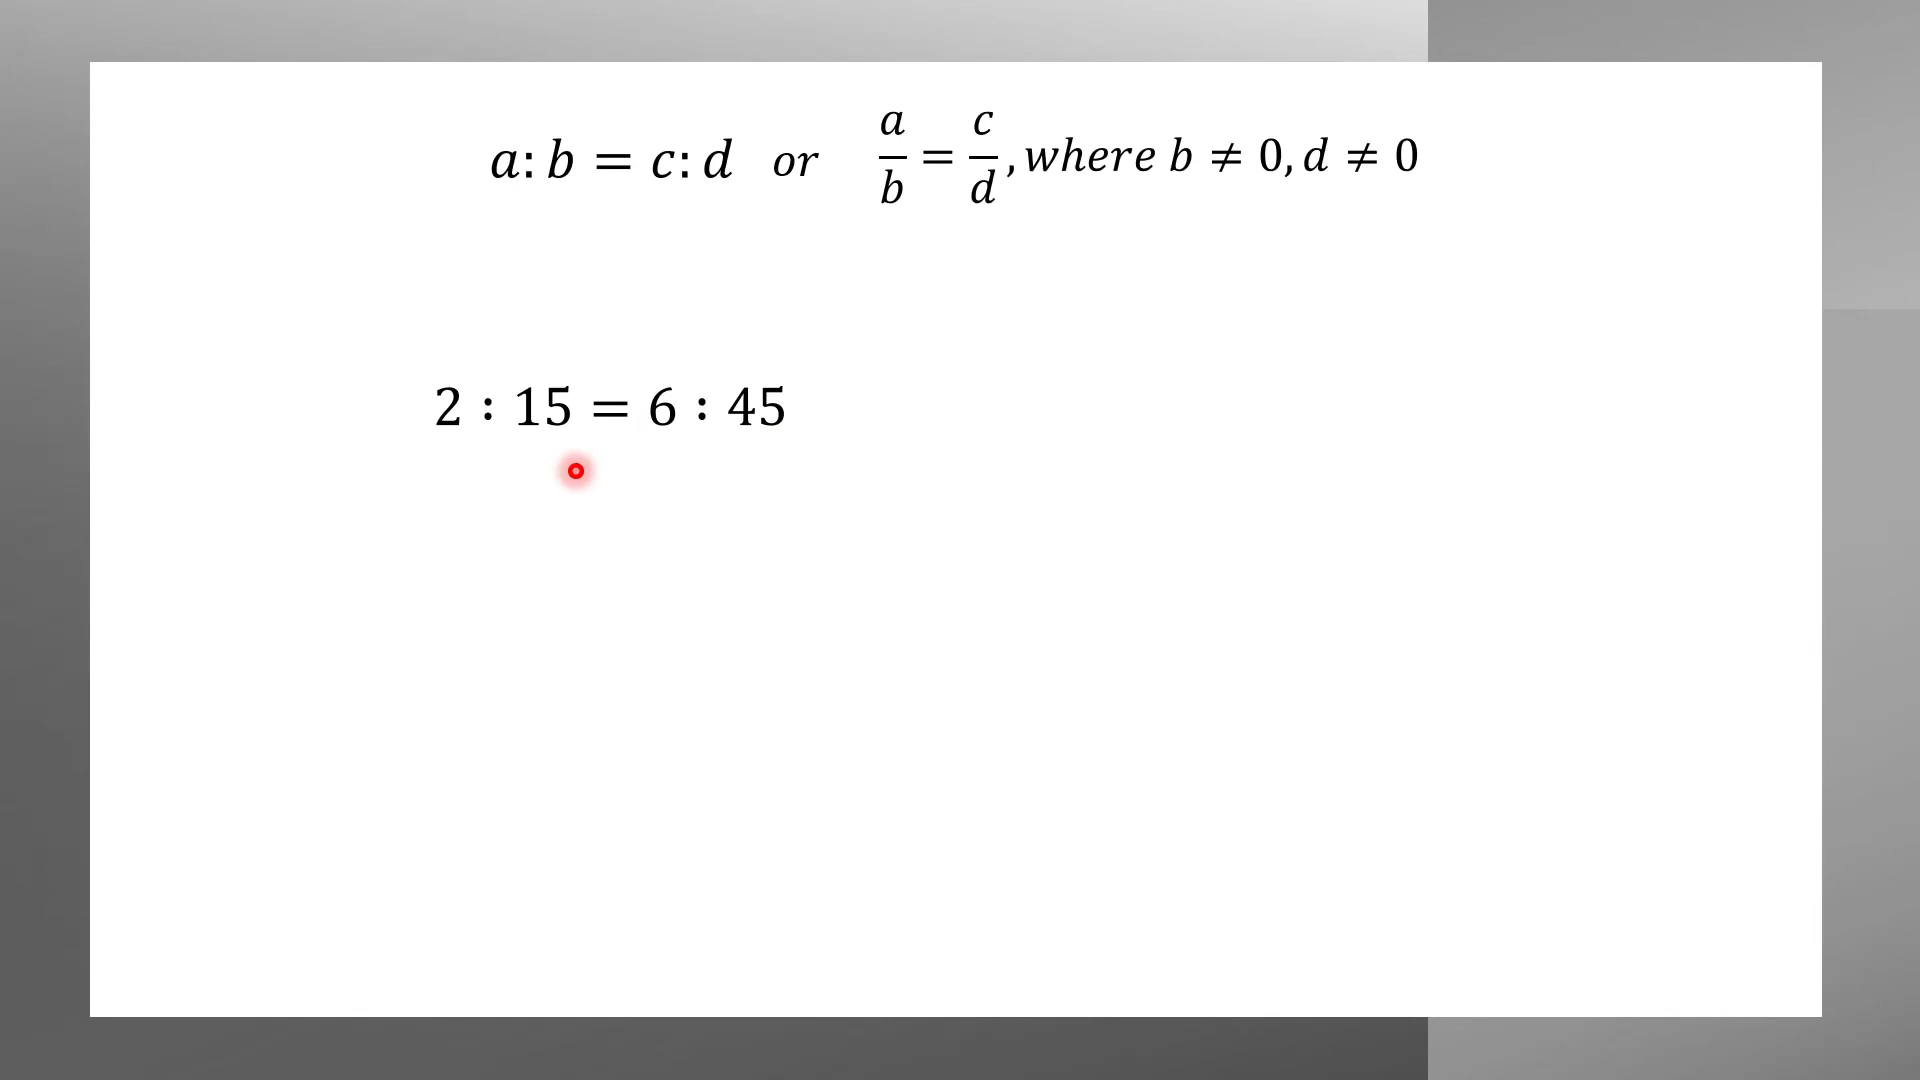 a: b = c: d or a/b = c/d, where b ≠ 0, d ≠ 0
2 : 15 = 6 : 45